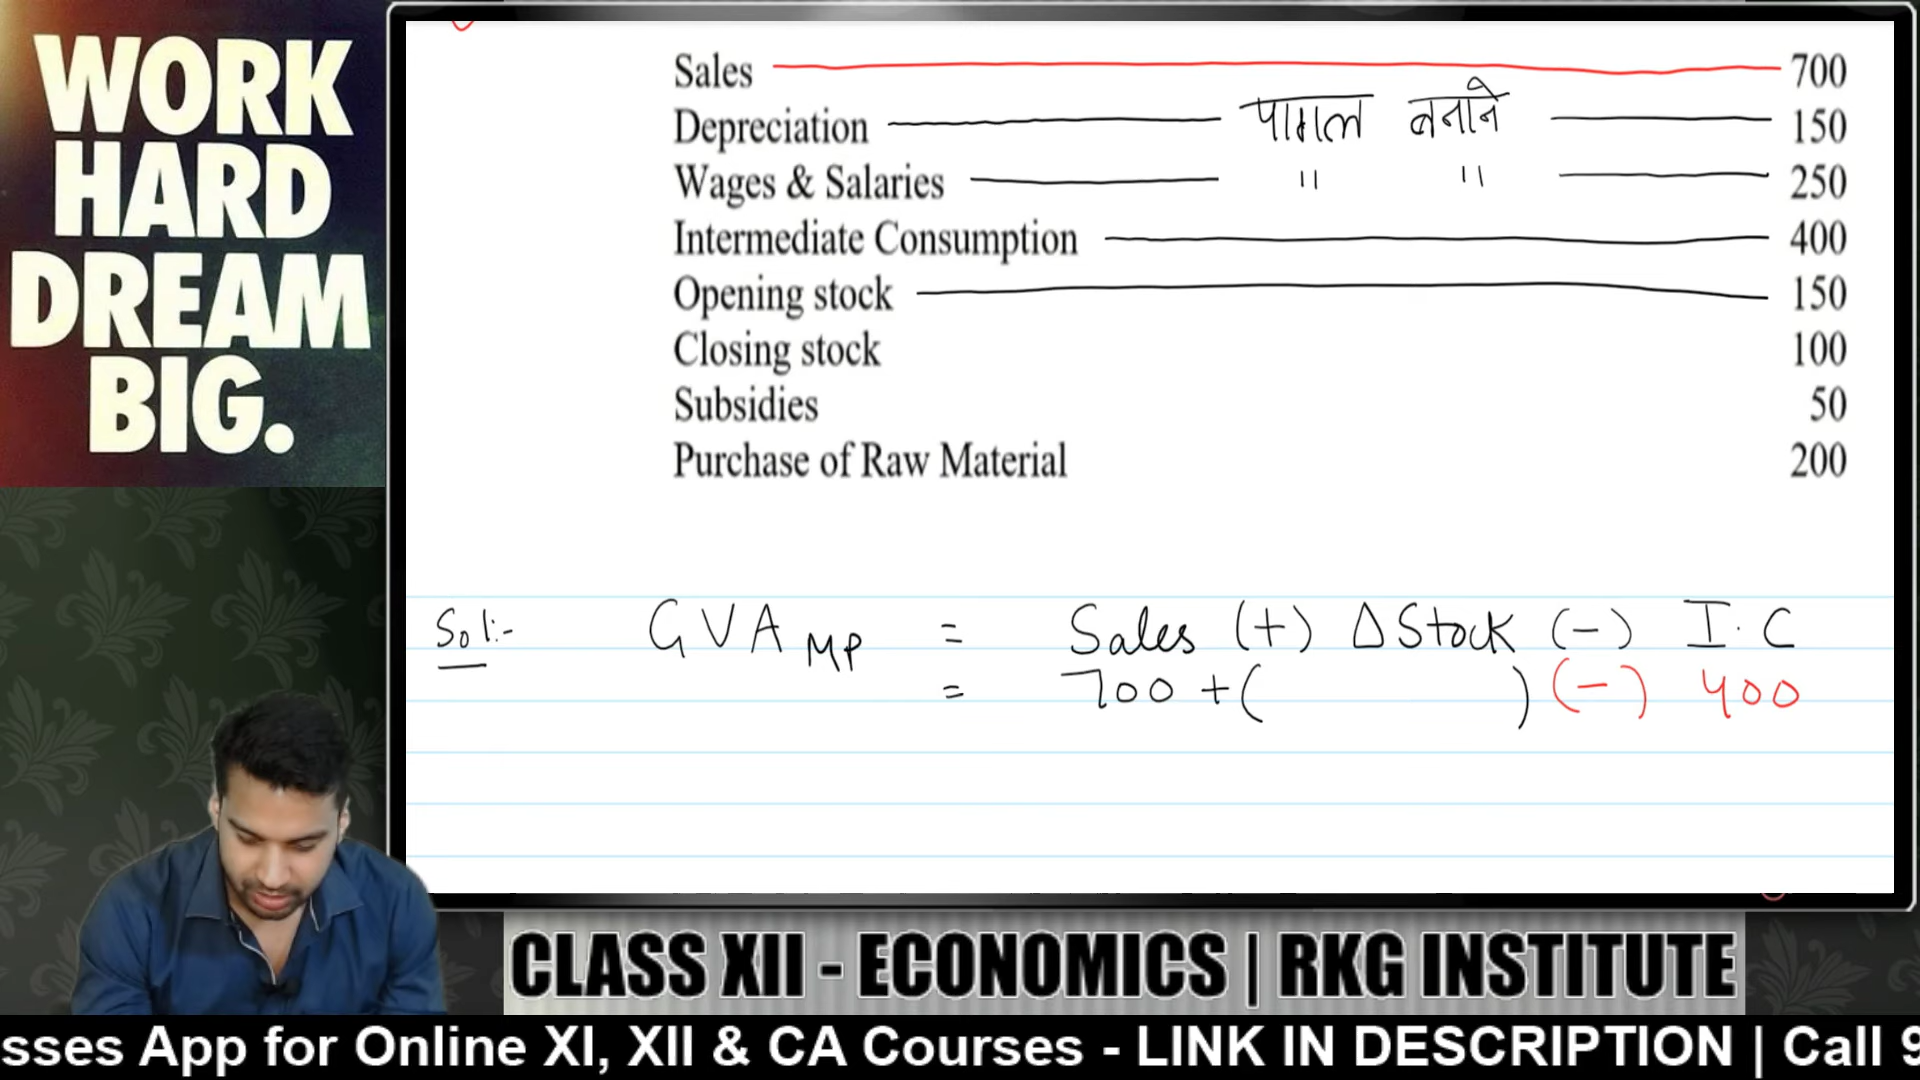 WORK
HARD
DREAM
BIG.
Sales 700
Depreciation पागल बनाने 150
Wages & Salaries " " 250
Intermediate Consumption 400
Opening stock 150
Closing stock 100
Subsidies 50
Purchase of Raw Material 200
Sol:- GVA MP = Sales (+) Δ Stock (-) I.C
= 700 + ( ) (-) 400
CLASS XII - ECONOMICS | RKG INSTITUTE
sses App for Online XI, XII & CA Courses - LINK IN DESCRIPTION | Call 9